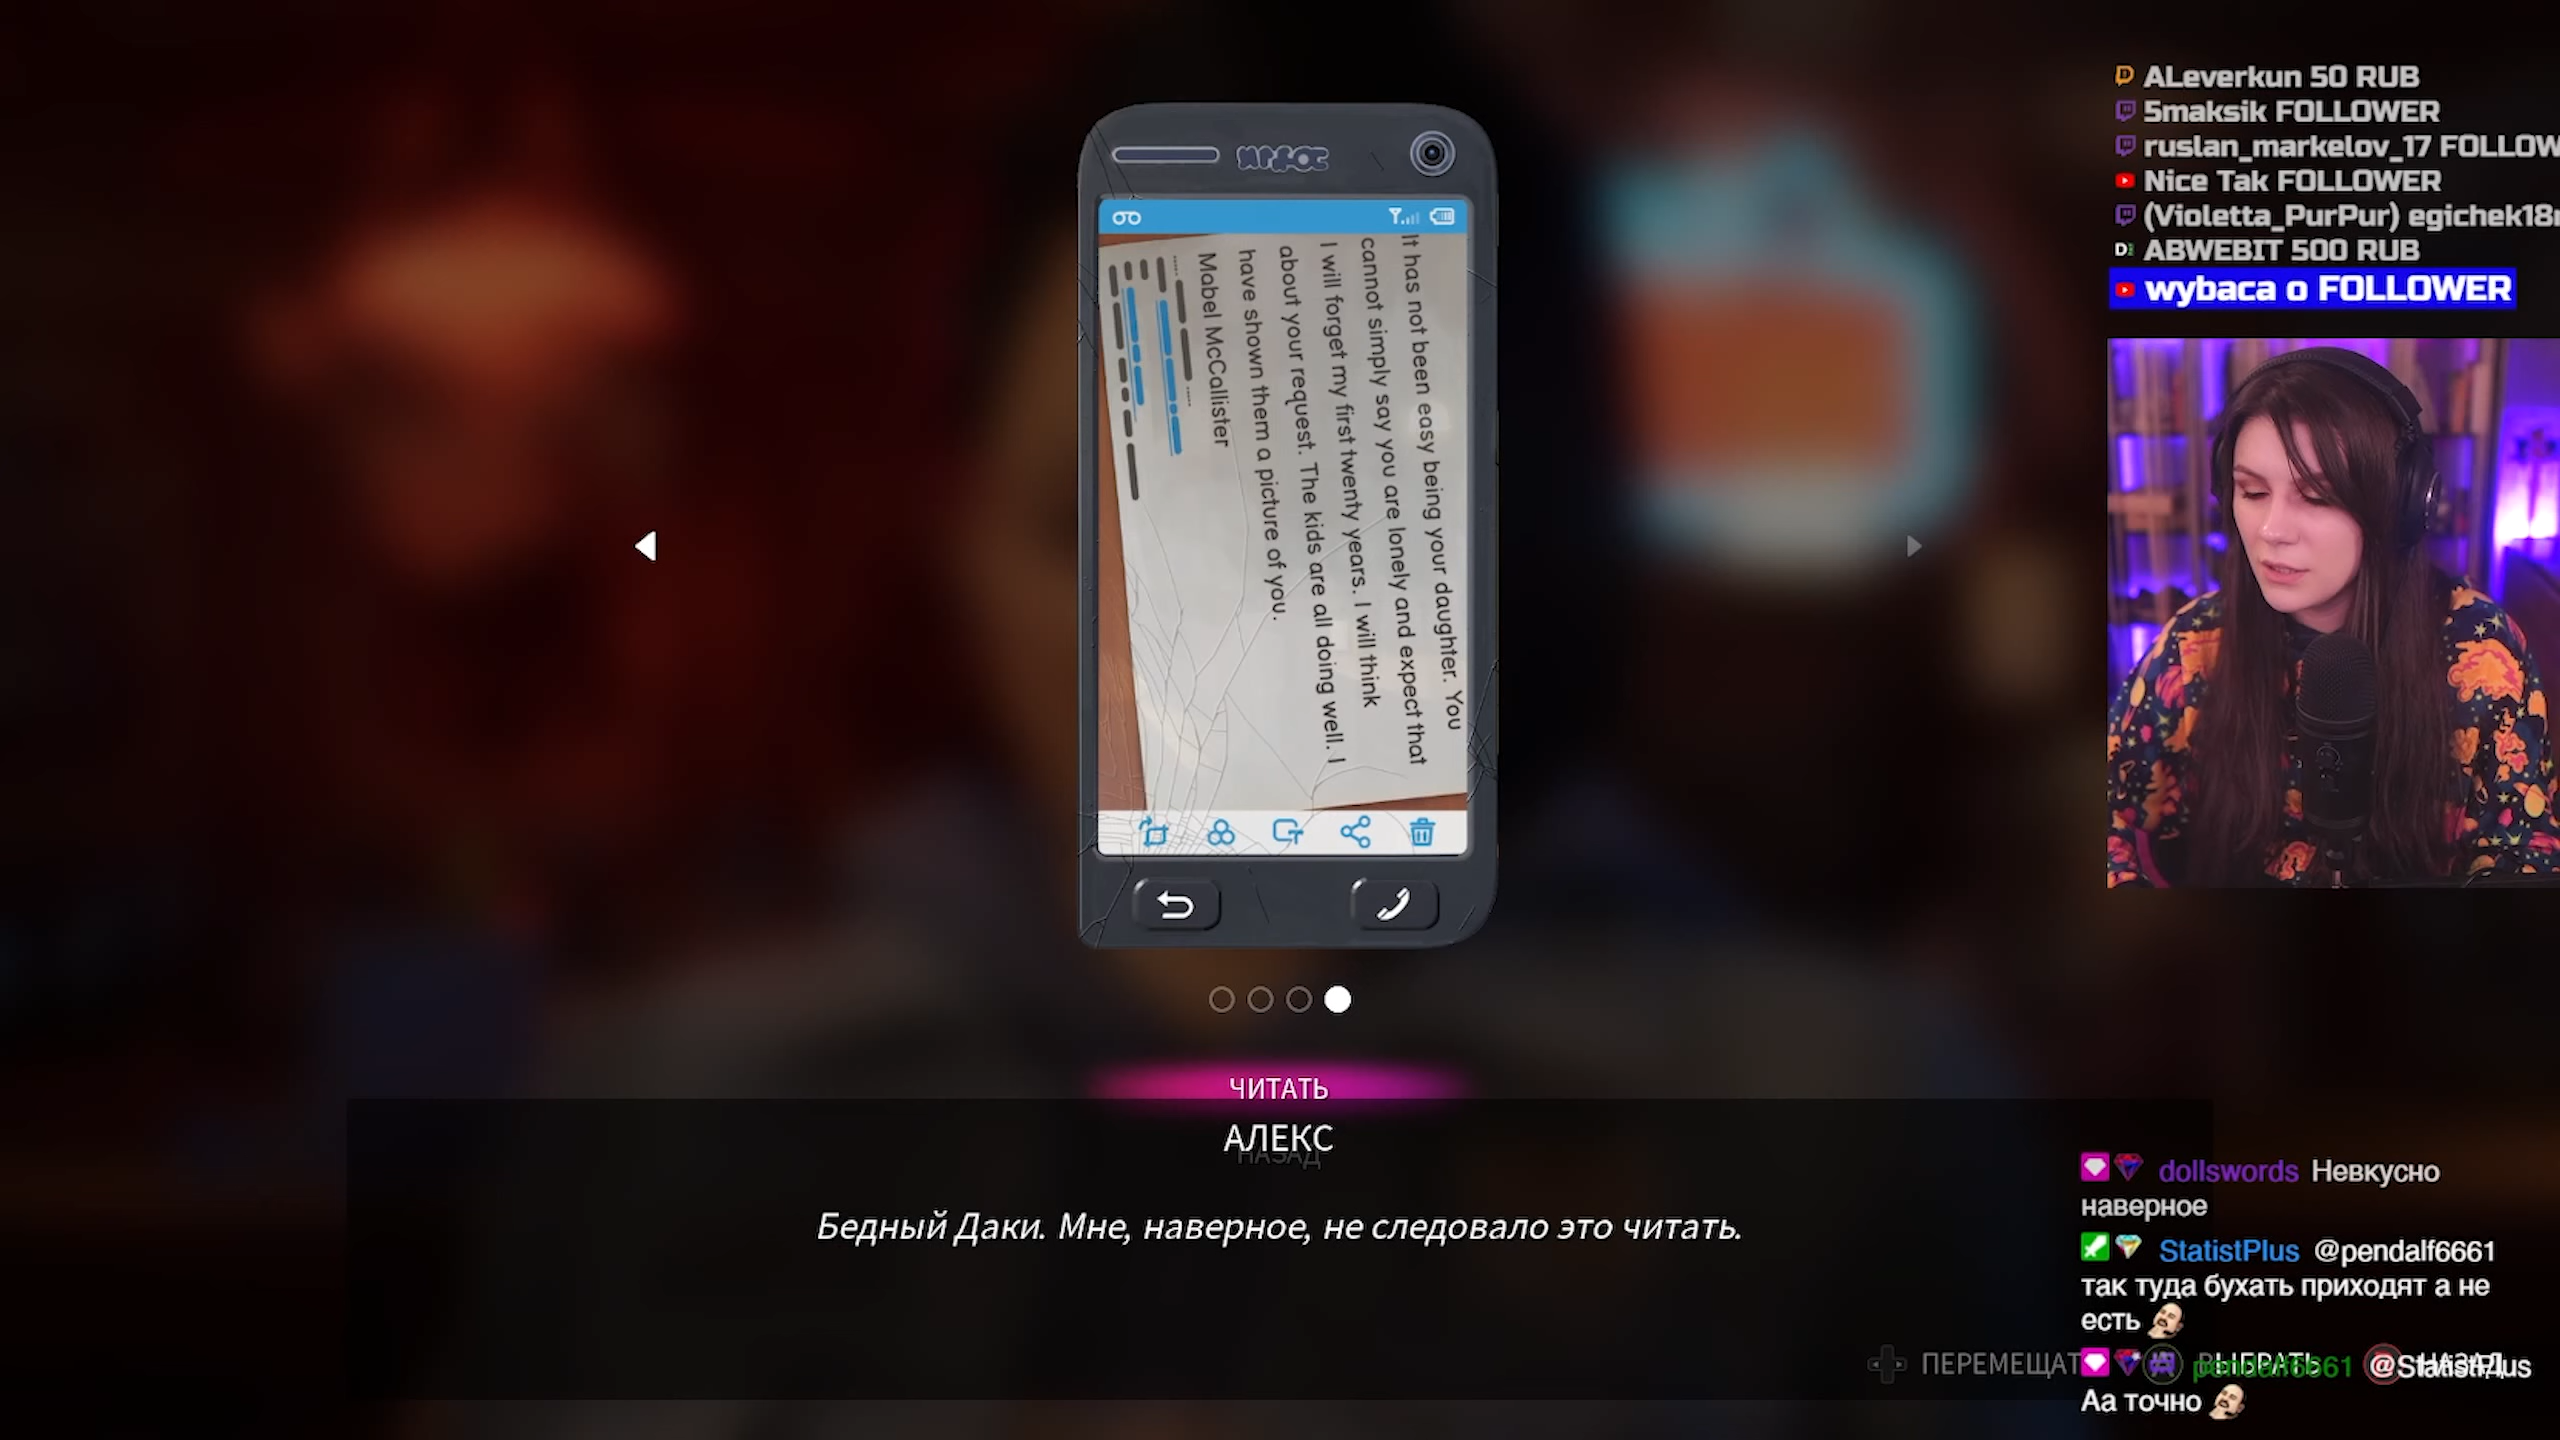 ALeverkun 50 RUB
5maksik FOLLOWER
ruslan_markelov_17 FOLLOW
Nice Tak FOLLOWER
(Violetta_PurPur) egichek18
ABWEBIT 500 RUB
wybaca o FOLLOWER
It has not been easy being your daughter. You
cannot simply say you are lonely and expect that
I will forget my first twenty years. I will think
about your request. The kids are all doing well. I
have shown them a picture of you.
Mabel McCallister
ЧИТАТЬ
АЛЕКС
НАЗАД
Бедный Даки. Мне, наверное, не следовало это читать.
dollswords Невкусно
наверное
StatistPlus @pendalf6661
так туда бухать приходят а не
есть
ПЕРЕМЕЩАТ ВЫБРАТЬ НАЗАД
pendalf6661 @StatistPlus
Аа точно